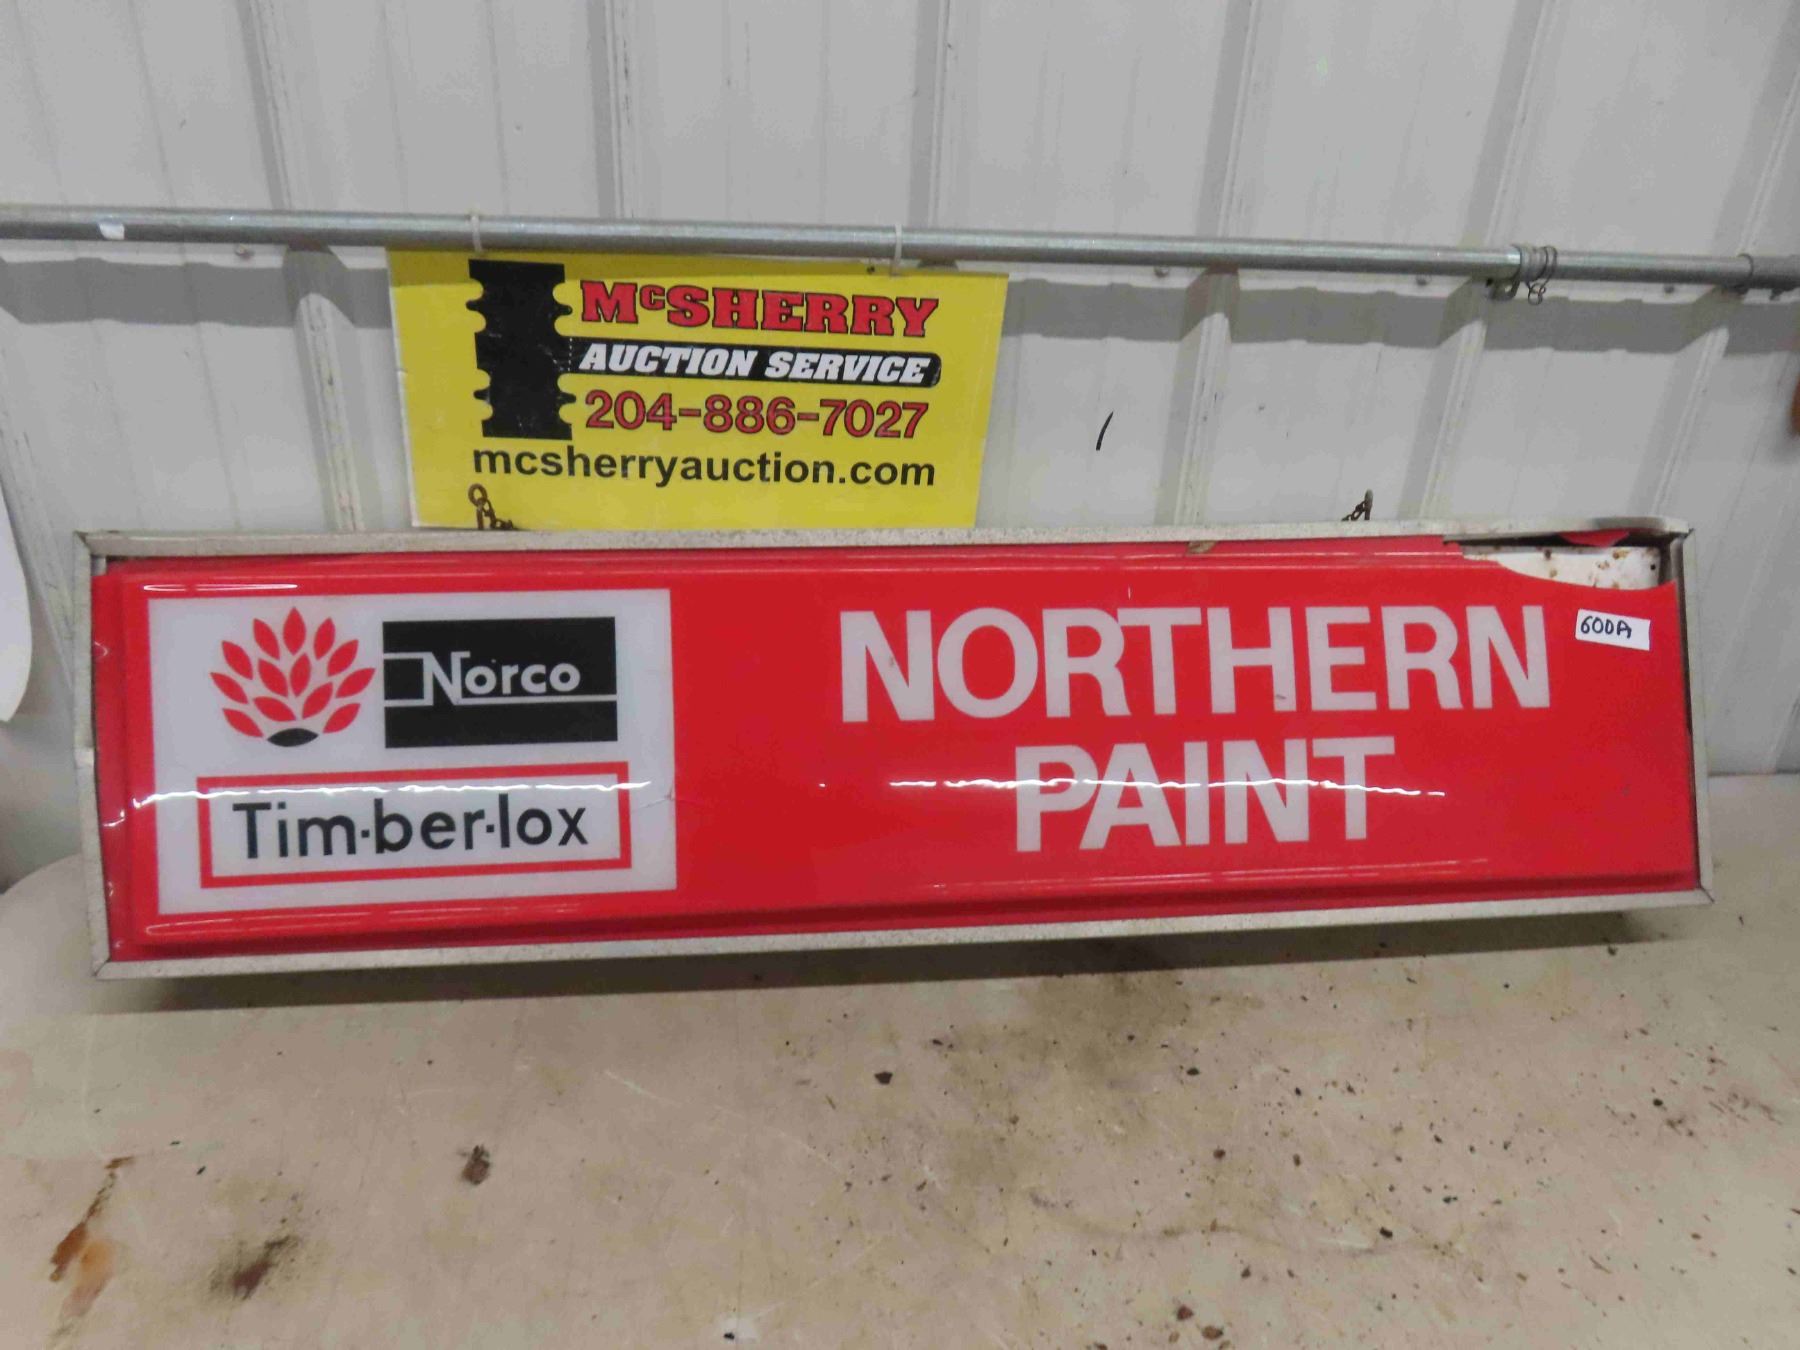 McSHERRY
AUCTION SERVICE
204-886-7027
mcsherryauction.com
Norco
Tim·ber·lox
NORTHERN
PAINT
600A